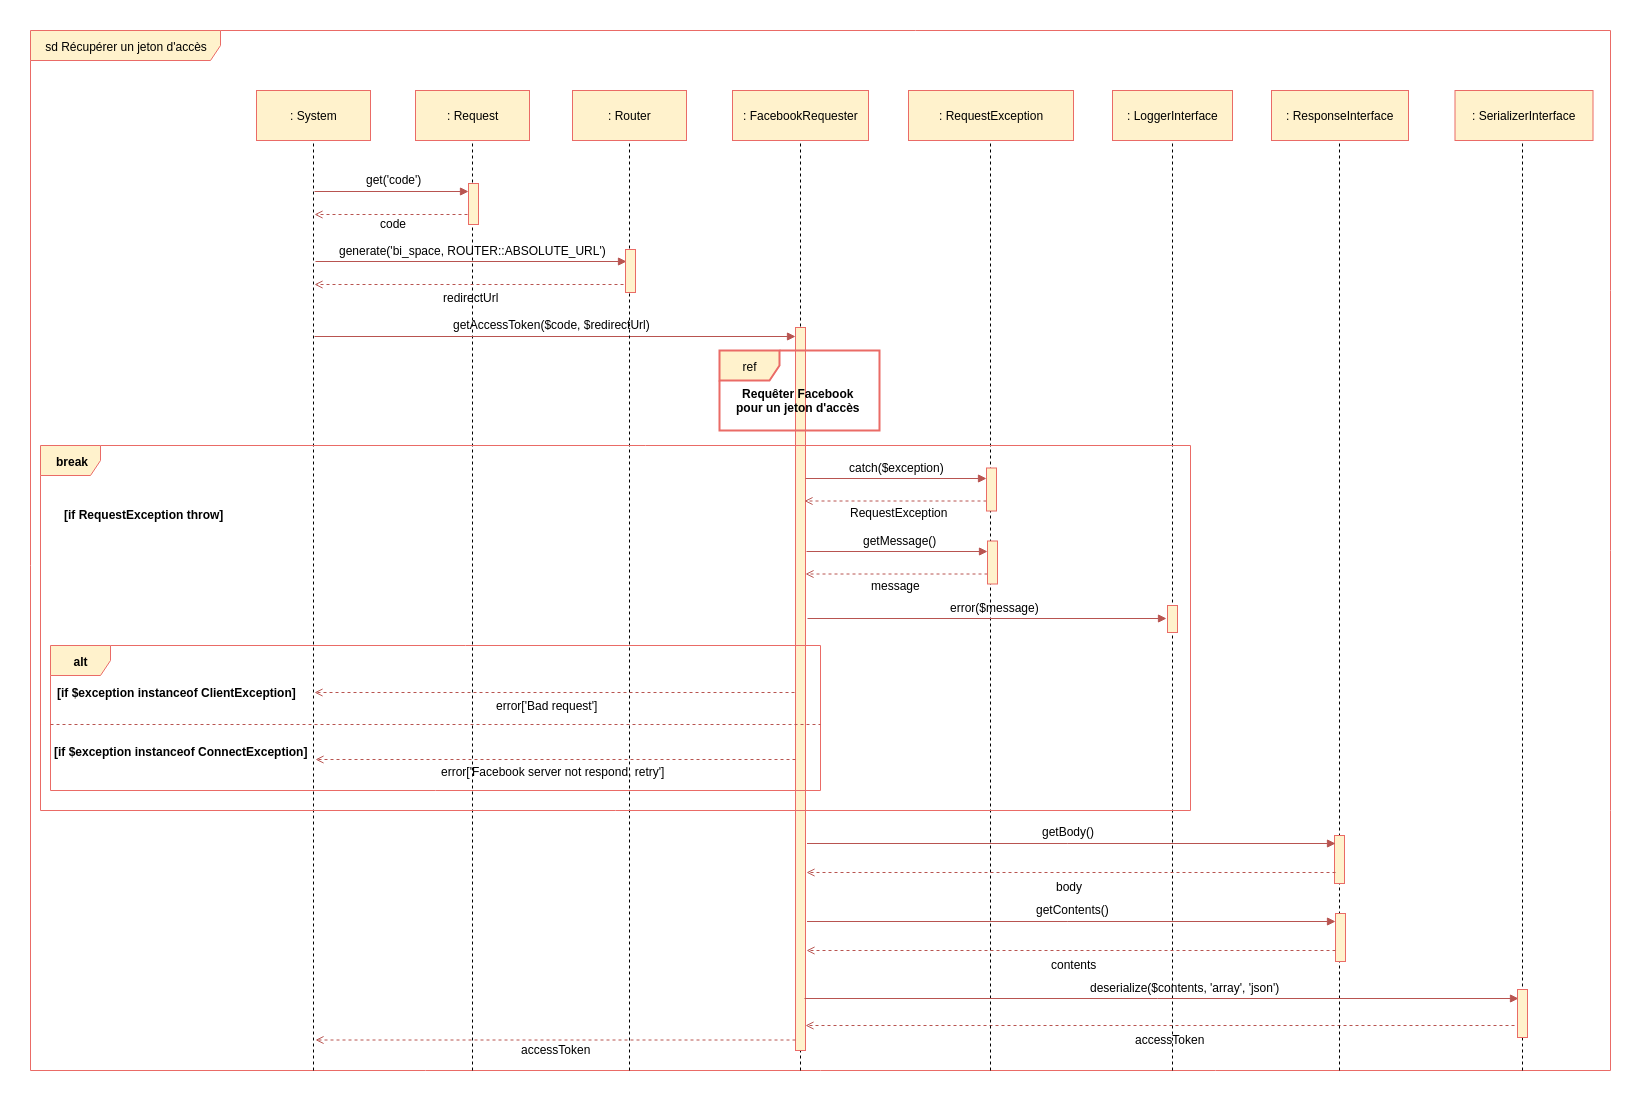 sd Récupérer un jeton d'accès
: System
: Request
: Router
: FacebookRequester
: RequestException
: LoggerInterface
: ResponseInterface
: SerializerInterface
get('code')
code
generate('bi_space, ROUTER::ABSOLUTE_URL')
redirectUrl
getAccessToken($code, $redirectUrl)
ref
Requêter Facebook
pour un jeton d'accès
break
catch($exception)
[if RequestException throw]
RequestException
getMessage()
message
error($message)
alt
[if $exception instanceof ClientException]
error['Bad request']
[if $exception instanceof ConnectException]
error['Facebook server not respond, retry']
getBody()
body
getContents()
contents
deserialize($contents, 'array', 'json')
accessToken
accessToken